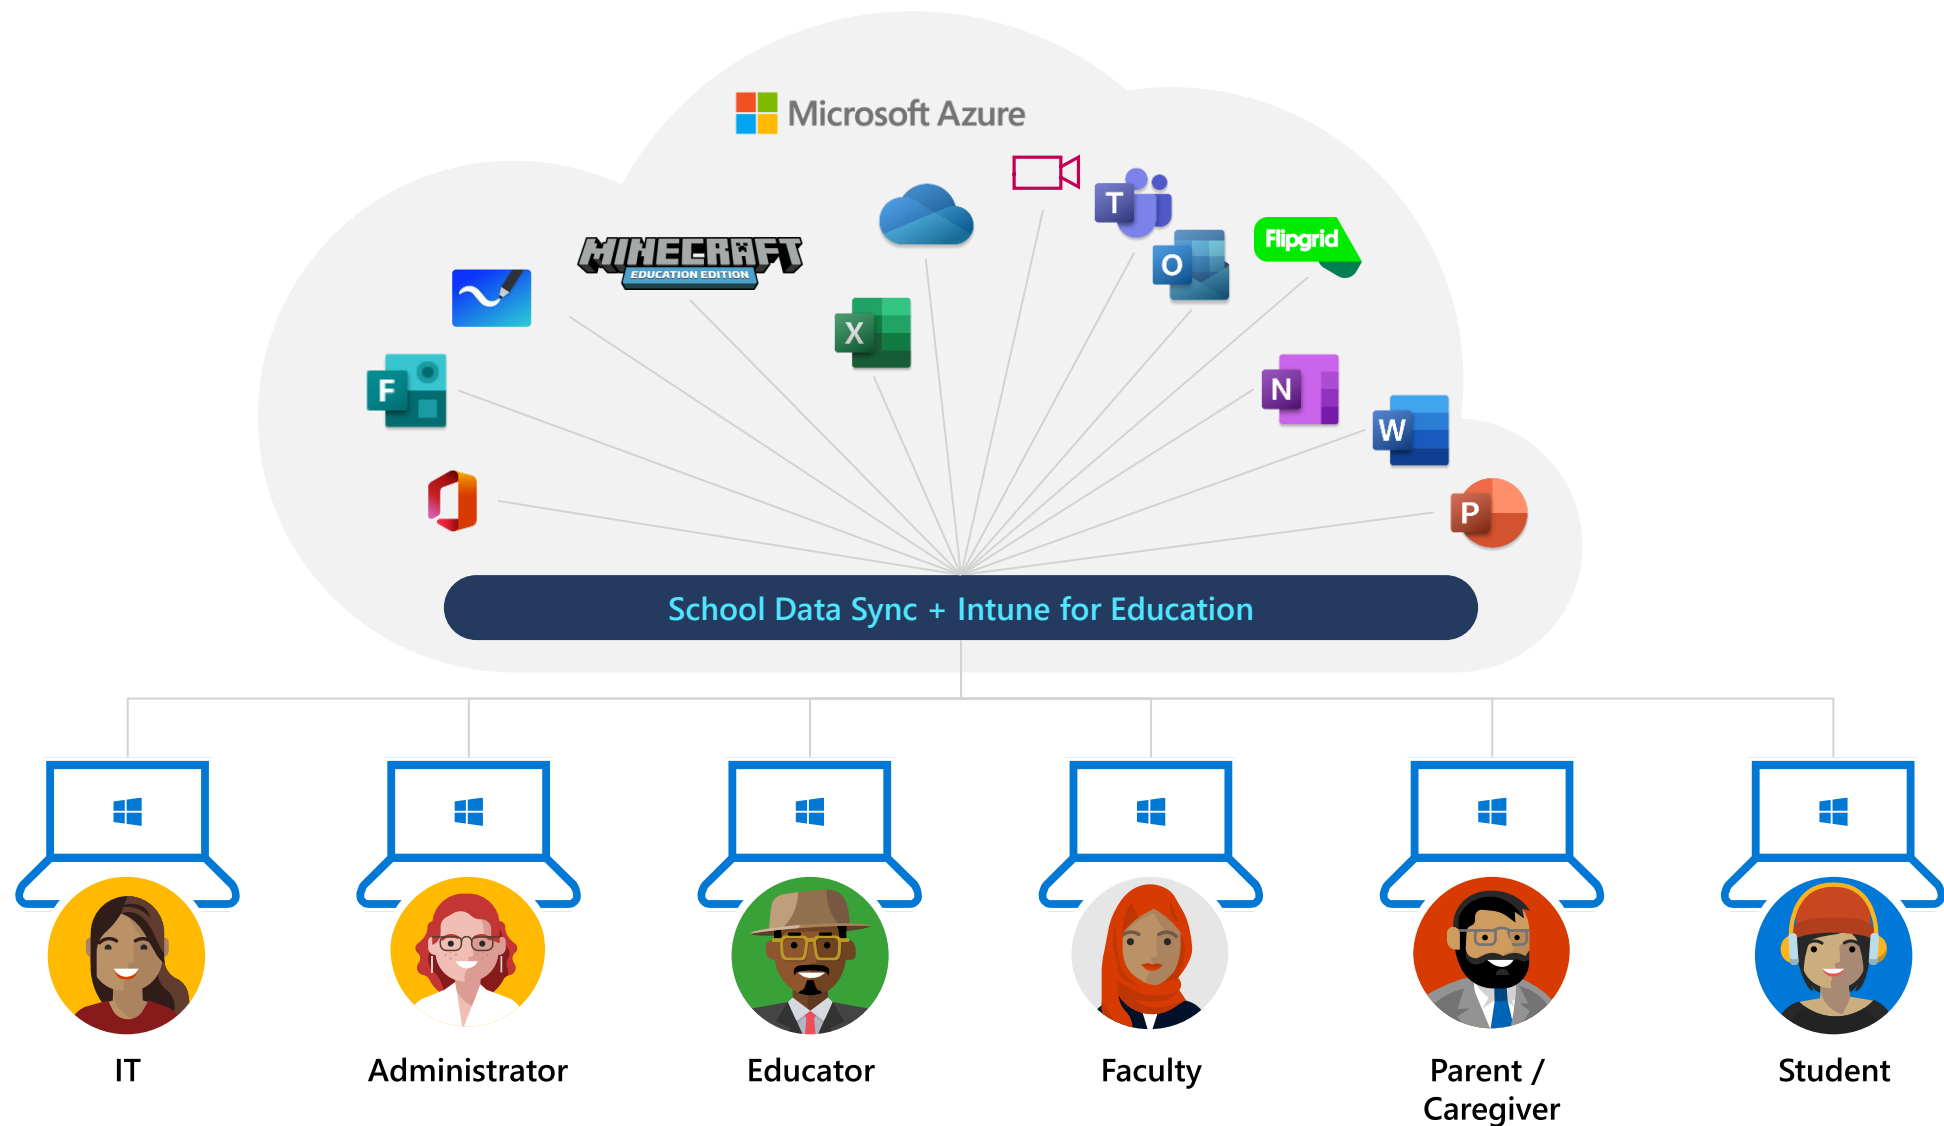 Microsoft Azure
T
MINECRAFT
EDUCATION EDITION
Flipgrid
O
X
F
N
W
P
School Data Sync + Intune for Education
IT
Administrator
Educator
Faculty
Parent /
Caregiver
Student